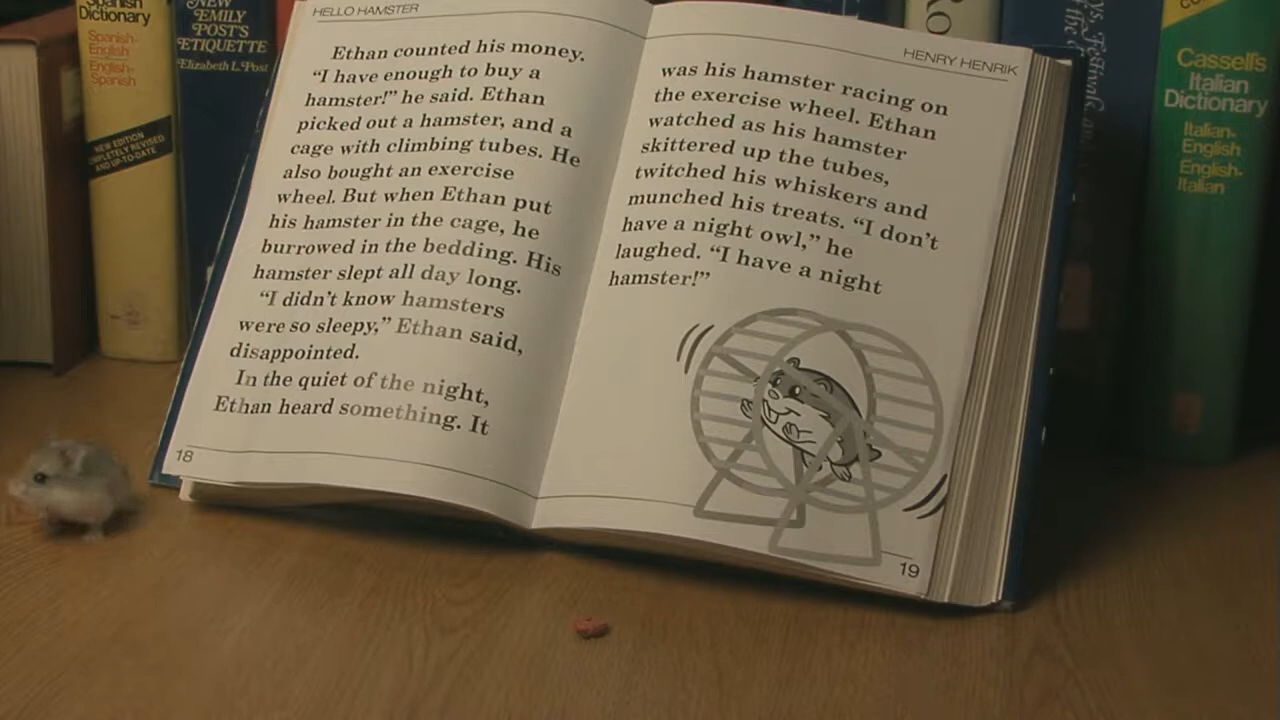 Spanish
Dictionary
Spanish-
English
English-
Spanish
NEW EDITION
COMPLETELY REVISED
AND UP-TO-DATE
NEW
EMILY
POST'S
ETIQUETTE
Elizabeth L. Post
HELLO HAMSTER
Ethan counted his money.
“I have enough to buy a
hamster!” he said. Ethan
picked out a hamster, and a
cage with climbing tubes. He
also bought an exercise
wheel. But when Ethan put
his hamster in the cage, he
burrowed in the bedding. His
hamster slept all day long.
“I didn't know hamsters
were so sleepy,” Ethan said,
disappointed.
In the quiet of the night,
Ethan heard something. It
18
HENRY HENRIK
was his hamster racing on
the exercise wheel. Ethan
watched as his hamster
skittered up the tubes,
twitched his whiskers and
munched his treats. “I don't
have a night owl,” he
laughed. “I have a night
hamster!”
19
Cassell's
Italian
Dictionary
Italian-
English
English-
Italian